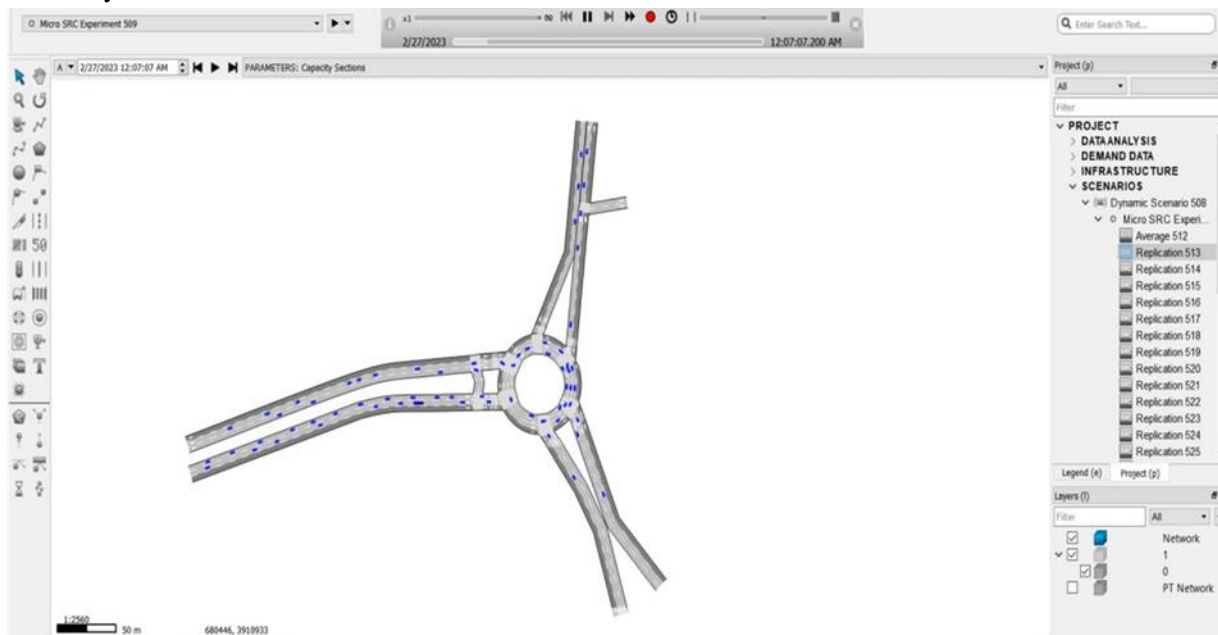 Micro SRC Experiment 509
x1
∞
2/27/2023
12:07:07.200 AM
Enter Search Text...
A
2/27/2023 12:07:07 AM
PARAMETERS: Capacity Sections
Project (p)
All
Filter
PROJECT
DATA ANALYSIS
DEMAND DATA
INFRASTRUCTURE
SCENARIOS
Dynamic Scenario 508
Micro SRC Experi...
Average 512
Replication 513
Replication 514
Replication 515
Replication 516
Replication 517
Replication 518
Replication 519
Replication 520
Replication 521
Replication 522
Replication 523
Replication 524
Replication 525
50
Legend (e)
Project (p)
Layers (l)
Filter
All
Network
1
0
PT Network
1:2560
50 m
680446, 3910933